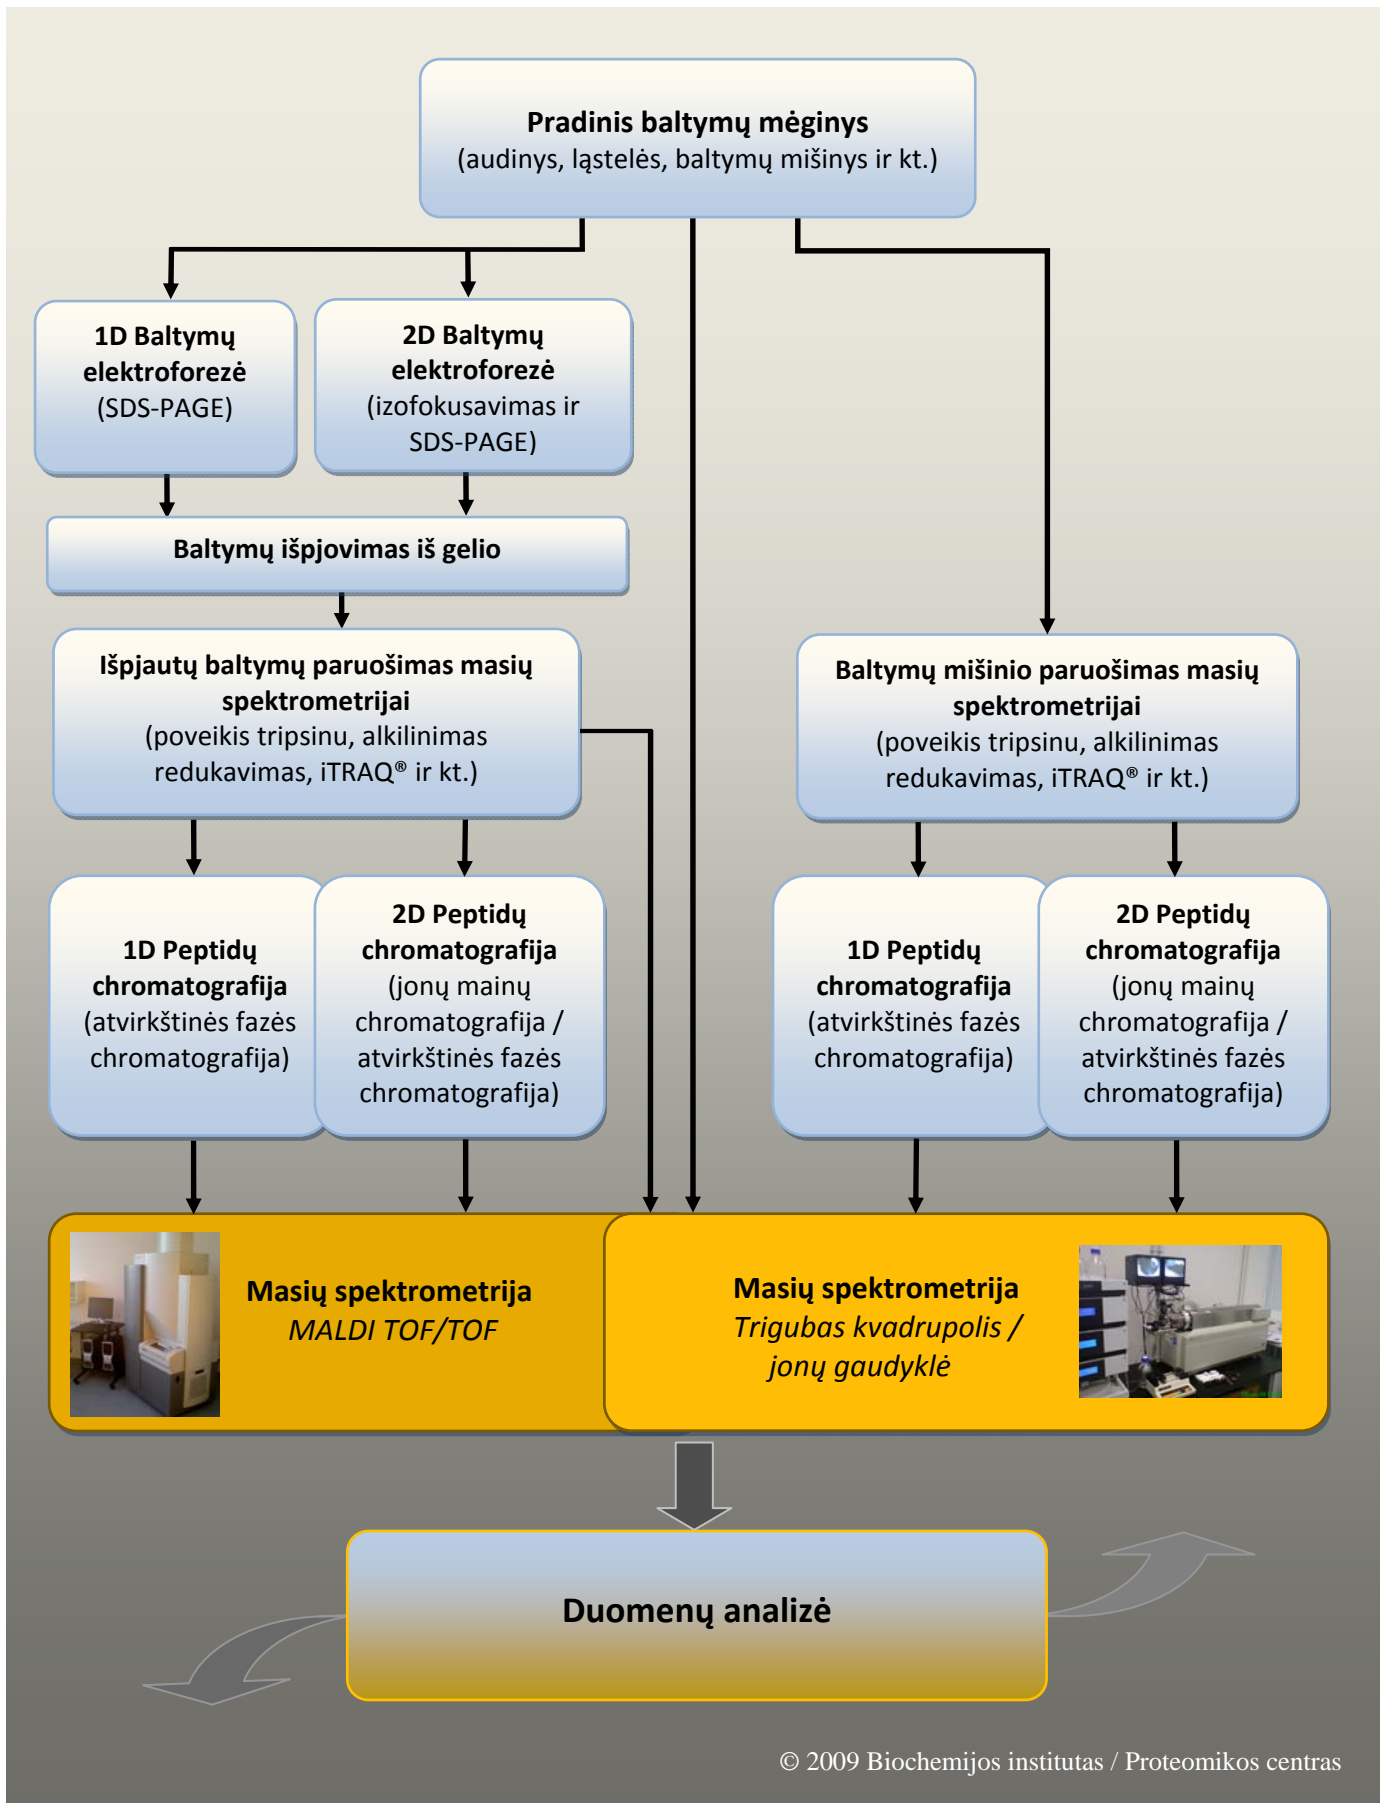 Pradinis baltymų mėginys
(audinys, ląstelės, baltymų mišinys ir kt.)
1D Baltymų
elektroforezė
(SDS-PAGE)
2D Baltymų
elektroforezė
(izofokusavimas ir
SDS-PAGE)
Baltymų išpjovimas iš gelio
Išpjautų baltymų paruošimas masių
spektrometrijai
(poveikis tripsinu, alkilinimas
redukavimas, iTRAQ® ir kt.)
Baltymų mišinio paruošimas masių
spektrometrijai
(poveikis tripsinu, alkilinimas
redukavimas, iTRAQ® ir kt.)
1D Peptidų
chromatografija
(atvirkštinės fazės
chromatografija)
2D Peptidų
chromatografija
(jonų mainų
chromatografija /
atvirkštinės fazės
chromatografija)
1D Peptidų
chromatografija
(atvirkštinės fazės
chromatografija)
2D Peptidų
chromatografija
(jonų mainų
chromatografija /
atvirkštinės fazės
chromatografija)
Masių spektrometrija
MALDI TOF/TOF
Masių spektrometrija
Trigubas kvadrupolis /
jonų gaudyklė
Duomenų analizė
© 2009 Biochemijos institutas / Proteomikos centras